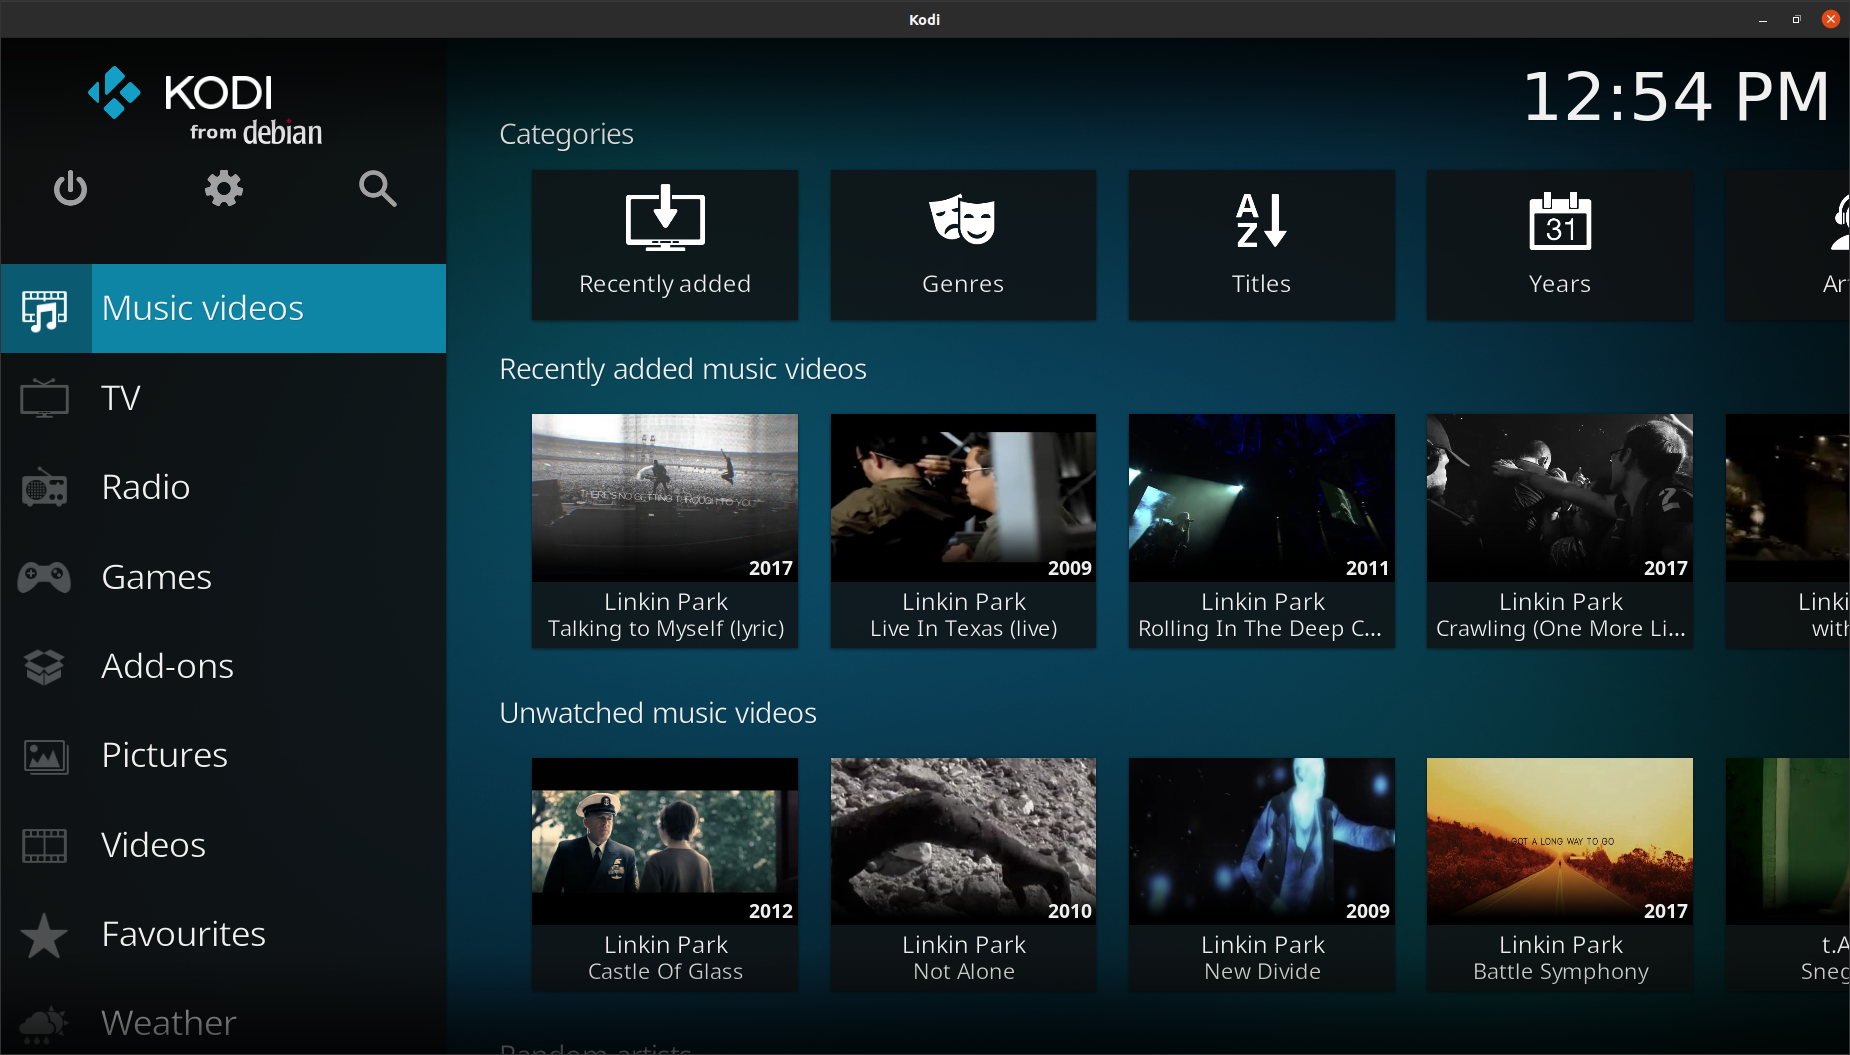 Kodi
KODI
from debian
12:54 PM
Music videos
TV
Radio
Games
Add-ons
Pictures
Videos
Favourites
Weather
Categories
Recently added
Genres
A
Z
Titles
31
Years
Ar
Recently added music videos
THERE'S NO GETTING THROUGH TO YOU
2017
Linkin Park
Talking to Myself (lyric)
2009
Linkin Park
Live In Texas (live)
2011
Linkin Park
Rolling In The Deep C...
2
2017
Linkin Park
Crawling (One More Li...
Linki
with
Unwatched music videos
2012
Linkin Park
Castle Of Glass
2010
Linkin Park
Not Alone
2009
Linkin Park
New Divide
GOT A LONG WAY TO GO
2017
Linkin Park
Battle Symphony
t.A
Sneg
Random artists